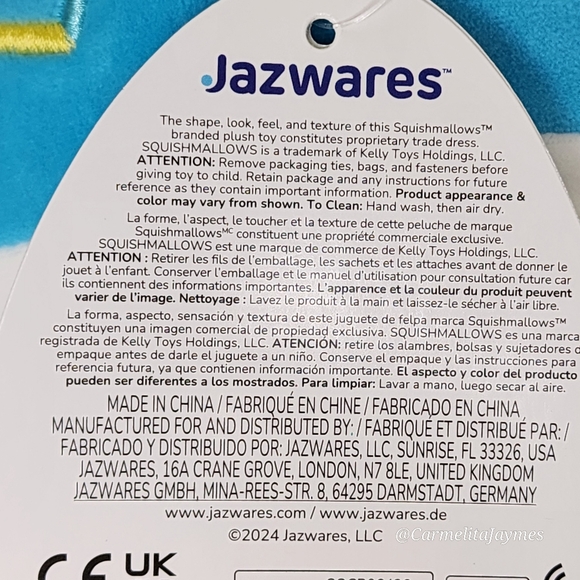 Jazwares™
The shape, look, feel, and texture of this Squishmallows™
branded plush toy constitutes proprietary trade dress.
SQUISHMALLOWS is a trademark of Kelly Toys Holdings, LLC.
ATTENTION: Remove packaging ties, bags, and fasteners before
giving toy to child. Retain package and any instructions for future
reference as they contain important information. Product appearance &
color may vary from shown. To Clean: Hand wash, then air dry.
La forme, l'aspect, le toucher et la texture de cette peluche de marque
Squishmallowsᴹᶜ constituent une propriété commerciale exclusive.
SQUISHMALLOWS est une marque de commerce de Kelly Toys Holdings, LLC.
ATTENTION : Retirer les fils de l'emballage, les sachets et les attaches avant de donner le
jouet à l'enfant. Conserver l'emballage et le manuel d'utilisation pour consultation future car
ils contiennent des informations importantes. L'apparence et la couleur du produit peuvent
varier de l'image. Nettoyage : Lavez le produit à la main et laissez-le sécher à l'air libre.
La forma, aspecto, sensación y textura de este juguete de felpa marca Squishmallows™
constituyen una imagen comercial de propiedad exclusiva. SQUISHMALLOWS es una marca
registrada de Kelly Toys Holdings, LLC. ATENCIÓN: retire los alambres, bolsas y sujetadores d
empaque antes de darle el juguete a un niño. Conserve el empaque y las instrucciones para
referencia futura, ya que contienen información importante. El aspecto y color del producto
pueden ser diferentes a los mostrados. Para limpiar: Lavar a mano, luego secar al aire.
MADE IN CHINA / FABRIQUÉ EN CHINE / FABRICADO EN CHINA
MANUFACTURED FOR AND DISTRIBUTED BY: / FABRIQUÉ ET DISTRIBUÉ PAR: /
FABRICADO Y DISTRIBUIDO POR: JAZWARES, LLC, SUNRISE, FL 33326, USA
JAZWARES, 16A CRANE GROVE, LONDON, N7 8LE, UNITED KINGDOM
JAZWARES GMBH, MINA-REES-STR. 8, 64295 DARMSTADT, GERMANY
www.jazwares.com / www.jazwares.de
©2024 Jazwares, LLC
@CarmelitaJaymes
CE UK